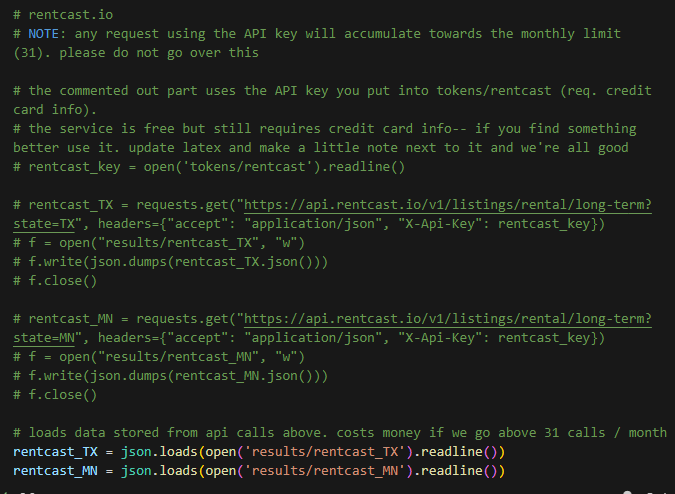 # rentcast.io
# NOTE: any request using the API key will accumulate towards the monthly limit
(31). please do not go over this
# the commented out part uses the API key you put into tokens/rentcast (req. credit
card info).
# the service is free but still requires credit card info-- if you find something
better use it. update latex and make a little note next to it and we're all good
# rentcast_key = open('tokens/rentcast').readline()
# rentcast_TX = requests.get("https://api.rentcast.io/v1/listings/rental/long-term?
state=TX", headers={"accept": "application/json", "X-Api-Key": rentcast_key})
# f = open("results/rentcast_TX", "w")
# f.write(json.dumps(rentcast_TX.json()))
# f.close()
# rentcast_MN = requests.get("https://api.rentcast.io/v1/listings/rental/long-term?
state=MN", headers={"accept": "application/json", "X-Api-Key": rentcast_key})
# f = open("results/rentcast_MN", "w")
# f.write(json.dumps(rentcast_MN.json()))
# f.close()
# loads data stored from api calls above. costs money if we go above 31 calls / month
rentcast_TX = json.loads(open('results/rentcast_TX').readline())
rentcast_MN = json.loads(open('results/rentcast_MN').readline())